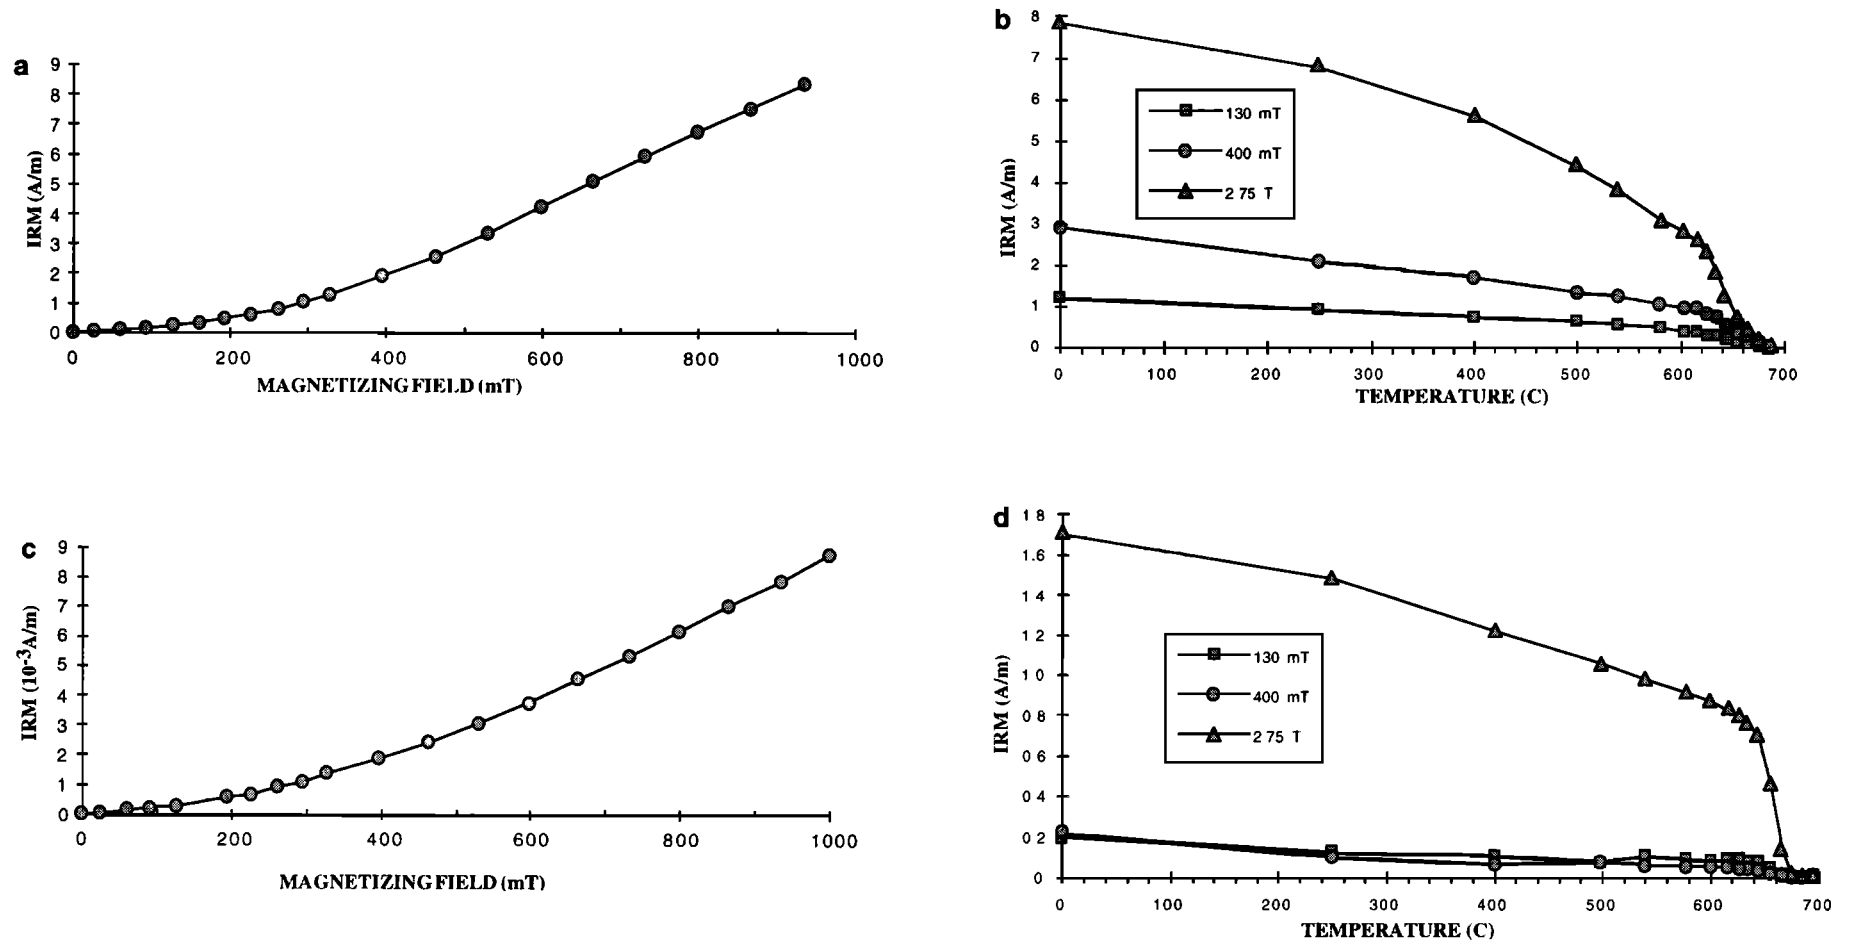 a
9
8
7
6
5
4
3
2
1
0
IRM (A/m)
0 200 400 600 800 1000
MAGNETIZING FIELD (mT)
b
8
7
6
5
4
3
2
1
0
IRM (A/m)
130 mT
400 mT
2 75 T
0 100 200 300 400 500 600 700
TEMPERATURE (C)
c
9
8
7
6
5
4
3
2
1
0
IRM (10-3A/m)
0 200 400 600 800 1000
MAGNETIZING FIELD (mT)
d
1 8
1.6
1 4
1.2
1 0
0 8
0 6
0 4
0 2
0
IRM (A/m)
130 mT
400 mT
2 75 T
0 100 200 300 400 500 600 700
TEMPERATURE (C)